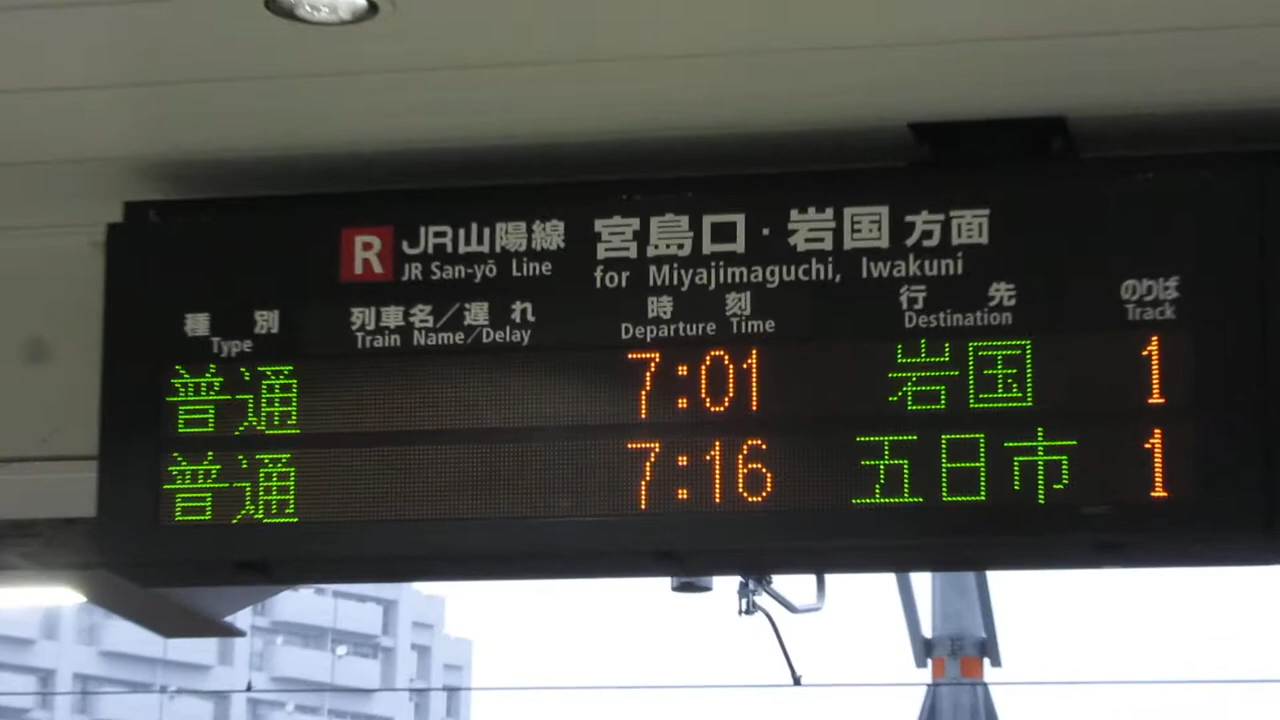 R JR山陽線 宮島口・岩国方面
JR San-yō Line for Miyajimaguchi, Iwakuni
種別 列車名／遅れ 時刻 行先 のりば
Type Train Name/Delay Departure Time Destination Track
普通 7:01 岩国 1
普通 7:16 五日市 1